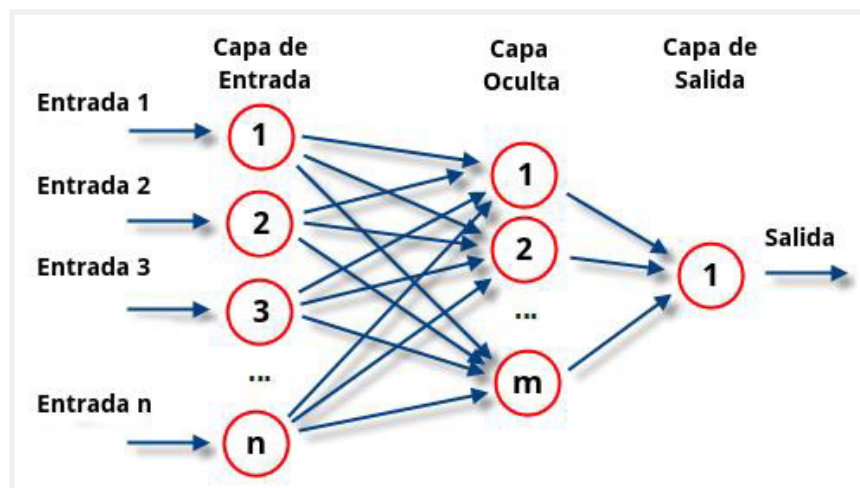 Capa de
Entrada
Capa
Oculta
Capa de
Salida
Entrada 1
1
Entrada 2
2
Entrada 3
3
...
Entrada n
n
1
2
...
m
1
Salida